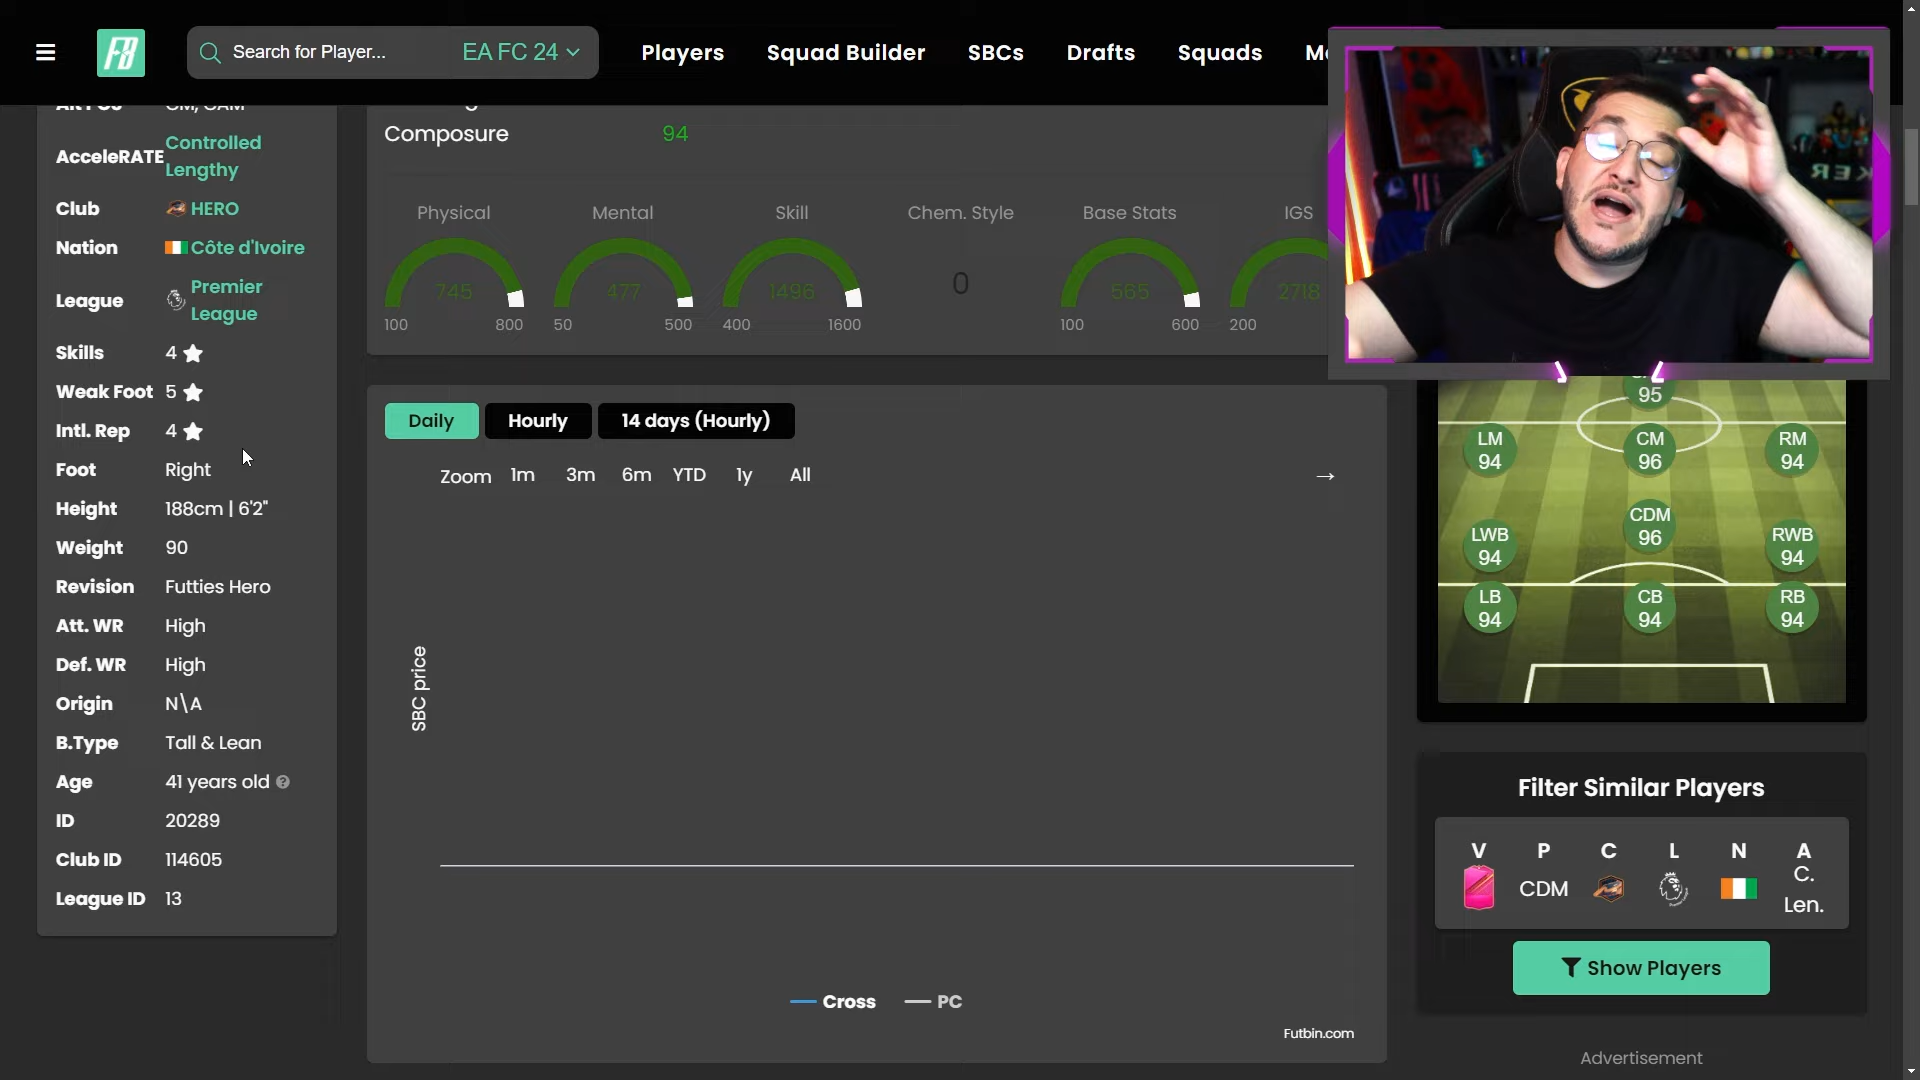 Search for Player...
EA FC 24
Players
Squad Builder
SBCs
Drafts
Squads
AcceleRATE
Controlled
Lengthy
Club
HERO
Nation
Côte d'Ivoire
League
Premier
League
Skills
4
Weak Foot
5
Intl. Rep
4
Foot
Right
Height
188cm | 6'2"
Weight
90
Revision
Futties Hero
Att. WR
High
Def. WR
High
Origin
N\A
B.Type
Tall & Lean
Age
41 years old
ID
20289
Club ID
114605
League ID
13
Composure
94
Physical
745
100
800
Mental
477
50
500
Skill
1496
400
1600
Chem. Style
0
Base Stats
565
100
600
IGS
2718
200
Daily
Hourly
14 days (Hourly)
Zoom
1m
3m
6m
YTD
1y
All
→
SBC price
Cross
PC
Futbin.com
95
LM
94
CM
96
RM
94
LWB
94
CDM
96
RWB
94
LB
94
CB
94
RB
94
Filter Similar Players
V
P
C
L
N
A
CDM
C.
Len.
Show Players
Advertisement